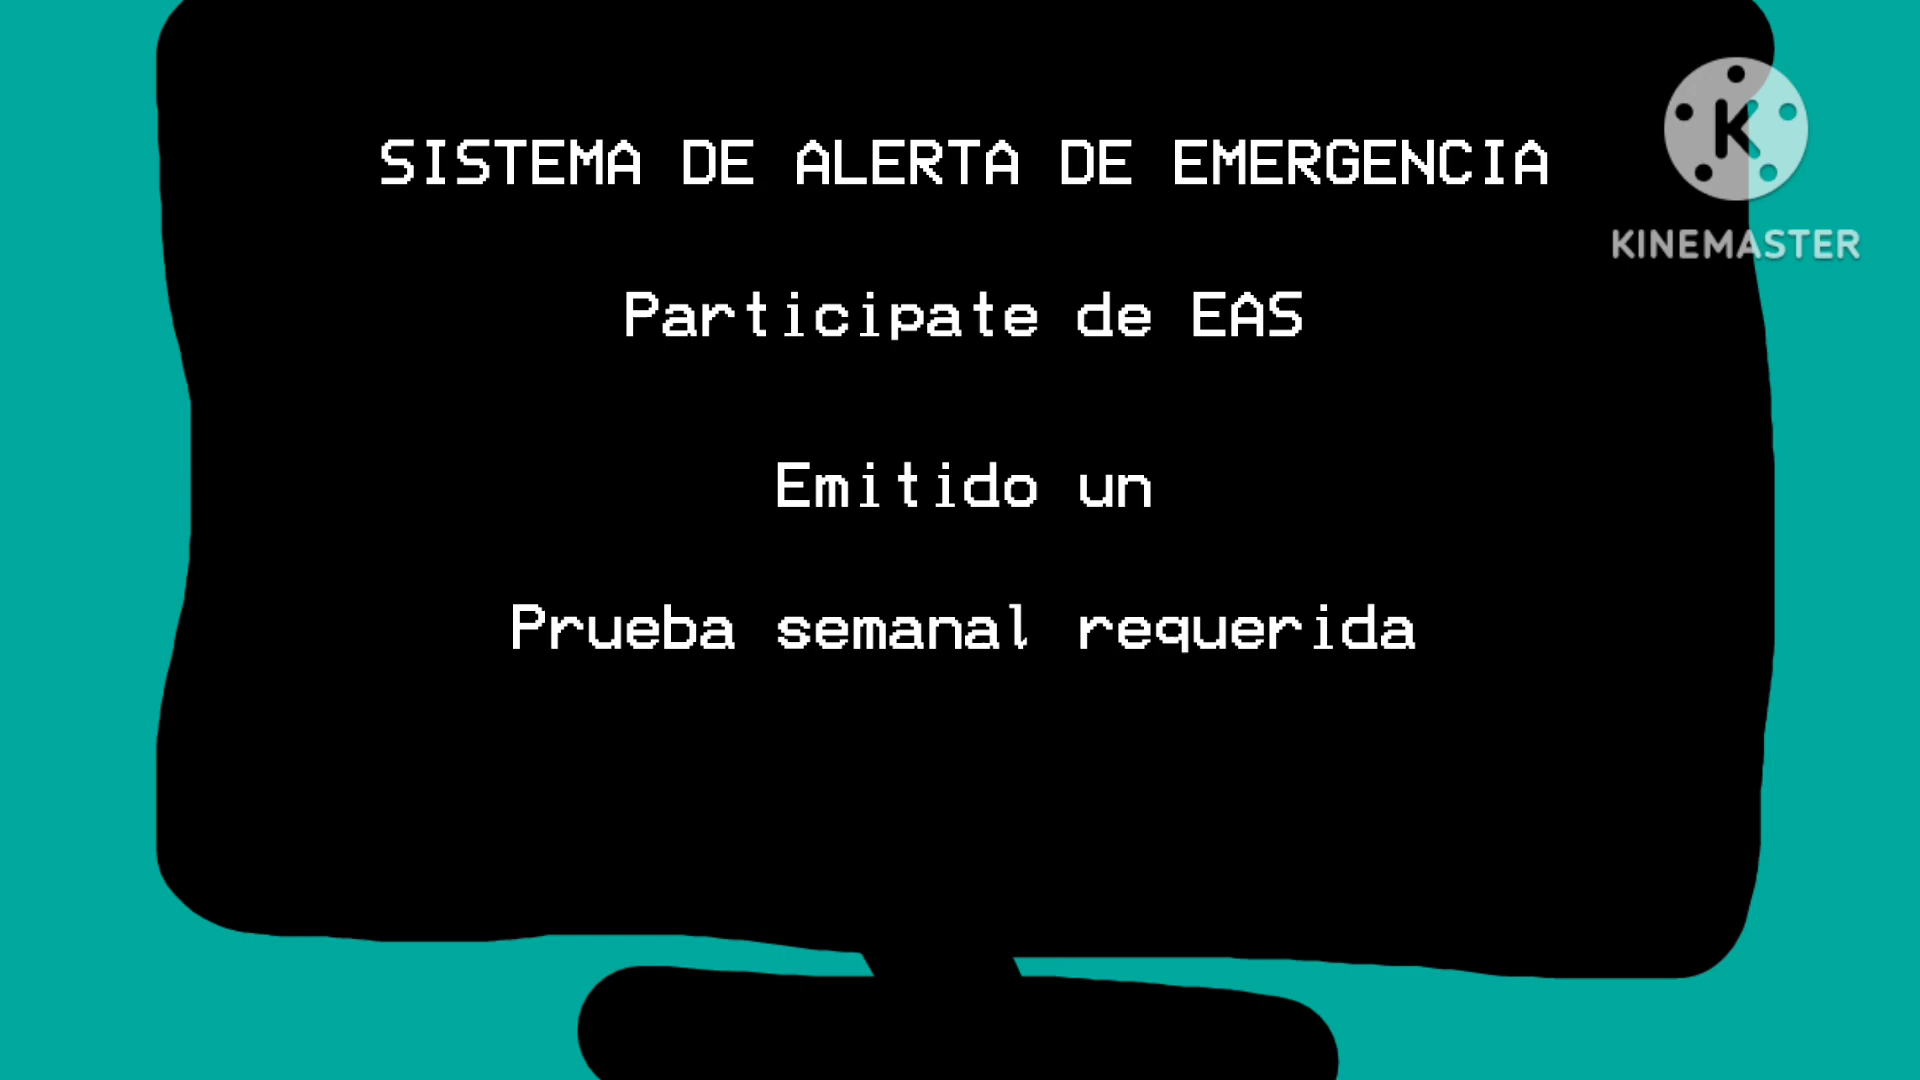 SISTEMA DE ALERTA DE EMERGENCIA
K
KINEMASTER
Participate de EAS
Emitido un
Prueba semanal requerida